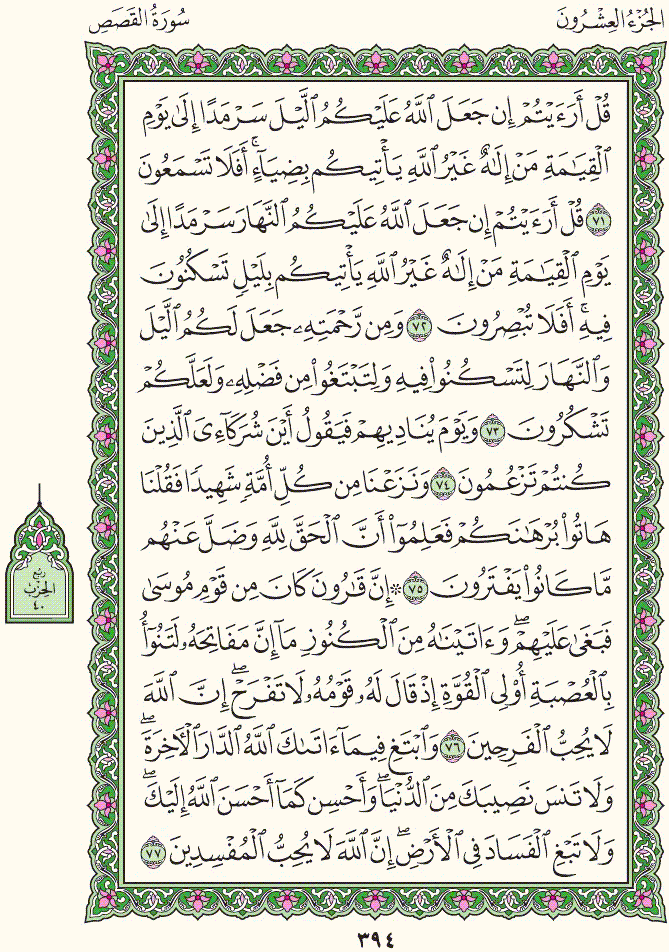 الجُزْءُ العِشْرُونَ
سُورَةُ القَصَصِ
قُلْ أَرَءَيْتُمْ إِن جَعَلَ ٱللَّهُ عَلَيْكُمُ ٱلَّيْلَ سَرْمَدًا إِلَىٰ يَوْمِ
ٱلْقِيَٰمَةِ مَنْ إِلَٰهٌ غَيْرُ ٱللَّهِ يَأْتِيكُم بِضِيَآءٍ ۚ أَفَلَا تَسْمَعُونَ
٧١ قُلْ أَرَءَيْتُمْ إِن جَعَلَ ٱللَّهُ عَلَيْكُمُ ٱلنَّهَارَ سَرْمَدًا إِلَىٰ
يَوْمِ ٱلْقِيَٰمَةِ مَنْ إِلَٰهٌ غَيْرُ ٱللَّهِ يَأْتِيكُم بِلَيْلٍ تَسْكُنُونَ
فِيهِ ۚ أَفَلَا تُبْصِرُونَ ٧٢ وَمِن رَّحْمَتِهِۦ جَعَلَ لَكُمُ ٱلَّيْلَ
وَٱلنَّهَارَ لِتَسْكُنُوا۟ فِيهِ وَلِتَبْتَغُوا۟ مِن فَضْلِهِۦ وَلَعَلَّكُمْ
تَشْكُرُونَ ٧٣ وَيَوْمَ يُنَادِيهِمْ فَيَقُولُ أَيْنَ شُرَكَآءِىَ ٱلَّذِينَ
كُنتُمْ تَزْعُمُونَ ٧٤ وَنَزَعْنَا مِن كُلِّ أُمَّةٍ شَهِيدًا فَقُلْنَا
هَاتُوا۟ بُرْهَٰنَكُمْ فَعَلِمُوٓا۟ أَنَّ ٱلْحَقَّ لِلَّهِ وَضَلَّ عَنْهُم
مَّا كَانُوا۟ يَفْتَرُونَ ٧٥ ۞ إِنَّ قَٰرُونَ كَانَ مِن قَوْمِ مُوسَىٰ
فَبَغَىٰ عَلَيْهِمْ ۖ وَءَاتَيْنَٰهُ مِنَ ٱلْكُنُوزِ مَآ إِنَّ مَفَاتِحَهُۥ لَتَنُوٓأُ
بِٱلْعُصْبَةِ أُو۟لِى ٱلْقُوَّةِ إِذْ قَالَ لَهُۥ قَوْمُهُۥ لَا تَفْرَحْ ۖ إِنَّ ٱللَّهَ
لَا يُحِبُّ ٱلْفَرِحِينَ ٧٦ وَٱبْتَغِ فِيمَآ ءَاتَىٰكَ ٱللَّهُ ٱلدَّارَ ٱلْءَاخِرَةَ ۖ
وَلَا تَنسَ نَصِيبَكَ مِنَ ٱلدُّنْيَا ۖ وَأَحْسِن كَمَآ أَحْسَنَ ٱللَّهُ إِلَيْكَ ۖ
وَلَا تَبْغِ ٱلْفَسَادَ فِى ٱلْأَرْضِ ۖ إِنَّ ٱللَّهَ لَا يُحِبُّ ٱلْمُفْسِدِينَ ٧٧
رُبْع
الحِزْب
٤٠
٣٩٤